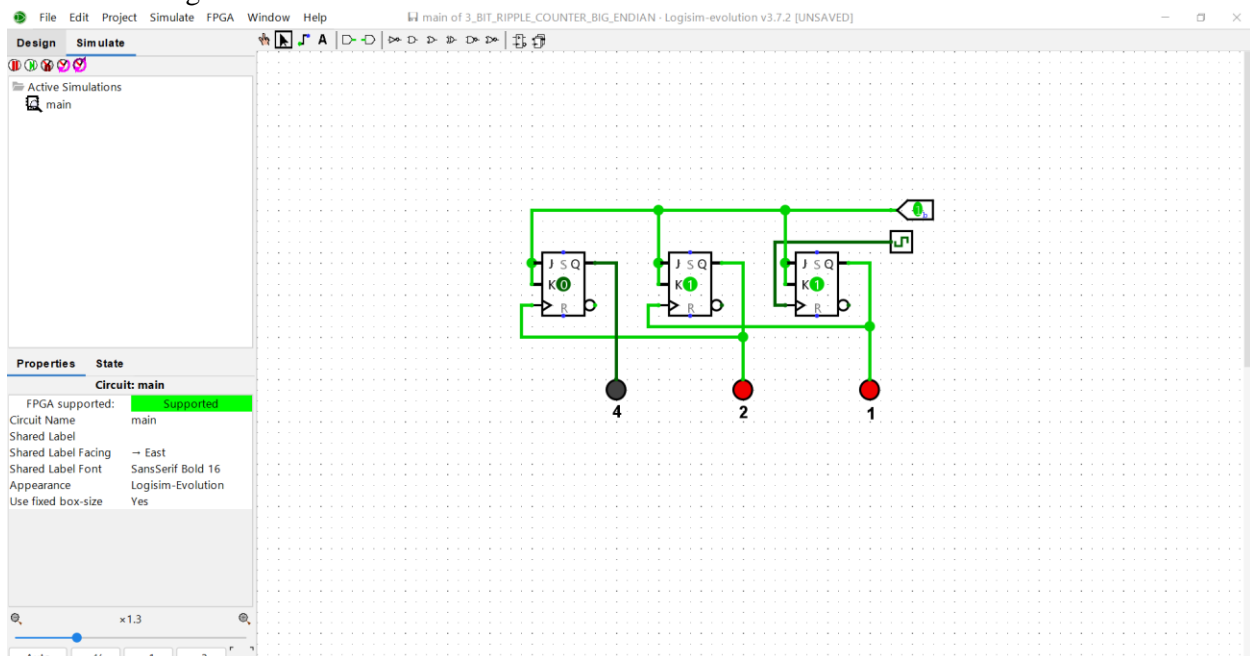 File Edit Project Simulate FPGA Window Help main of 3_BIT_RIPPLE_COUNTER_BIG_ENDIAN · Logisim-evolution v3.7.2 [UNSAVED]
Design Simulate
A
Active Simulations
main
J S Q J S Q J S Q
K 0 K 1 K 1
R R R
4 2 1
Properties State
Circuit: main
FPGA supported: Supported
Circuit Name main
Shared Label
Shared Label Facing → East
Shared Label Font SansSerif Bold 16
Appearance Logisim-Evolution
Use fixed box-size Yes
×1.3